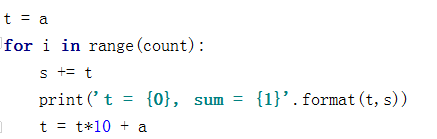 t = a
for i in range(count):
    s += t
    print('t = {0}, sum = {1}'.format(t,s))
    t = t*10 + a